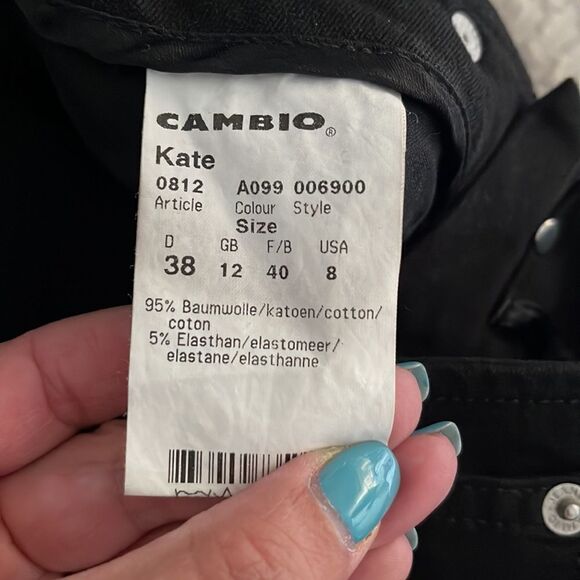 CAMBIO®
Kate
0812 A099 006900
Article Colour Style
Size
D GB F/B USA
38 12 40 8
95% Baumwolle/katoen/cotton/
coton
5% Elasthan/elastomeer/
elastane/elasthanne